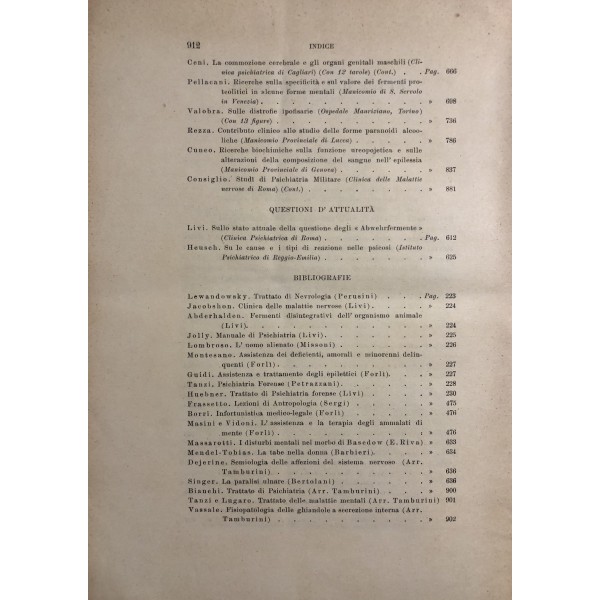 912 INDICE
Ceni. La commozione cerebrale e gli organi genitali maschili (Cli-
nica psichiatrica di Cagliari) (Con 12 tavole) (Cont.) . . Pag. 666
Pellacani. Ricerche sulla specificità e sul valore dei fermenti pro-
teolitici in alcune forme mentali (Manicomio di S. Servolo
in Venezia) . . . . . . . . . . » 698
Valobra. Sulle distrofie ipofisarie (Ospedale Mauriziano, Torino)
(Con 13 figure) . . . . . . . . . » 736
Rezza. Contributo clinico allo studio delle forme paranoidi alcoo-
liche (Manicomio Provinciale di Lucca) . . . . » 786
Cuneo. Ricerche biochimiche sulla funzione ureopojetica e sulle
alterazioni della composizione del sangue nell'epilessia
(Manicomio Provinciale di Genova) . . . . . » 837
Consiglio. Studî di Psichiatria Militare (Clinica delle Malattie
nervose di Roma) (Cont.) . . . . . . . » 881
QUESTIONI D'ATTUALITÀ
Livi. Sullo stato attuale della questione degli « Abwehrfermente »
(Clinica Psichiatrica di Roma) . . . . . . Pag. 612
Heusch. Su le cause e i tipi di reazione nelle psicosi (Istituto
Psichiatrico di Reggio-Emilia) . . . . . . » 625
BIBLIOGRAFIE
Lewandowsky. Trattato di Nevrologia (Perusini) . . . Pag. 223
Jacobshon. Clinica delle malattie nervose (Livi) . . . » 224
Abderhalden. Fermenti disintegrativi dell'organismo animale
(Livi) . . . . . . . . . . » 224
Jolly. Manuale di Psichiatria (Livi) . . . . . . » 225
Lombroso. L'uomo alienato (Missoni) . . . . . » 226
Montesano. Assistenza dei deficienti, amorali e minorenni delin-
quenti (Forlì) . . . . . . . . . » 227
Guidi. Assistenza e trattamento degli epilettici (Forlì) . . » 227
Tanzi. Psichiatria Forense (Petrazzani) . . . . . » 228
Huebner. Trattato di Psichiatria forense (Livi) . . . . » 230
Frassetto. Lezioni di Antropologia (Sergi) . . . . . » 475
Borri. Infortunistica medico-legale (Forlì) . . . . . » 476
Masini e Vidoni. L'assistenza e la terapia degli ammalati di
mente (Forlì) . . . . . . . . . » 476
Massarotti. I disturbi mentali nel morbo di Basedow (E. Riva) » 633
Mendel-Tobias. La tabe nella donna (Barbieri) . . . . » 634
Dejerine. Semiologia delle affezioni del sistema nervoso (Arr.
Tamburini) . . . . . . . . . » 636
Singer. La paralisi ulnare (Bertolani) . . . . . . » 636
Bianchi. Trattato di Psichiatria (Arr. Tamburini) . . . » 900
Tanzi e Lugaro. Trattato delle malattie mentali (Arr. Tamburini) » 901
Vassale. Fisiopatologia delle ghiandole a secrezione interna (Arr.
Tamburini) . . . . . . . . . » 902